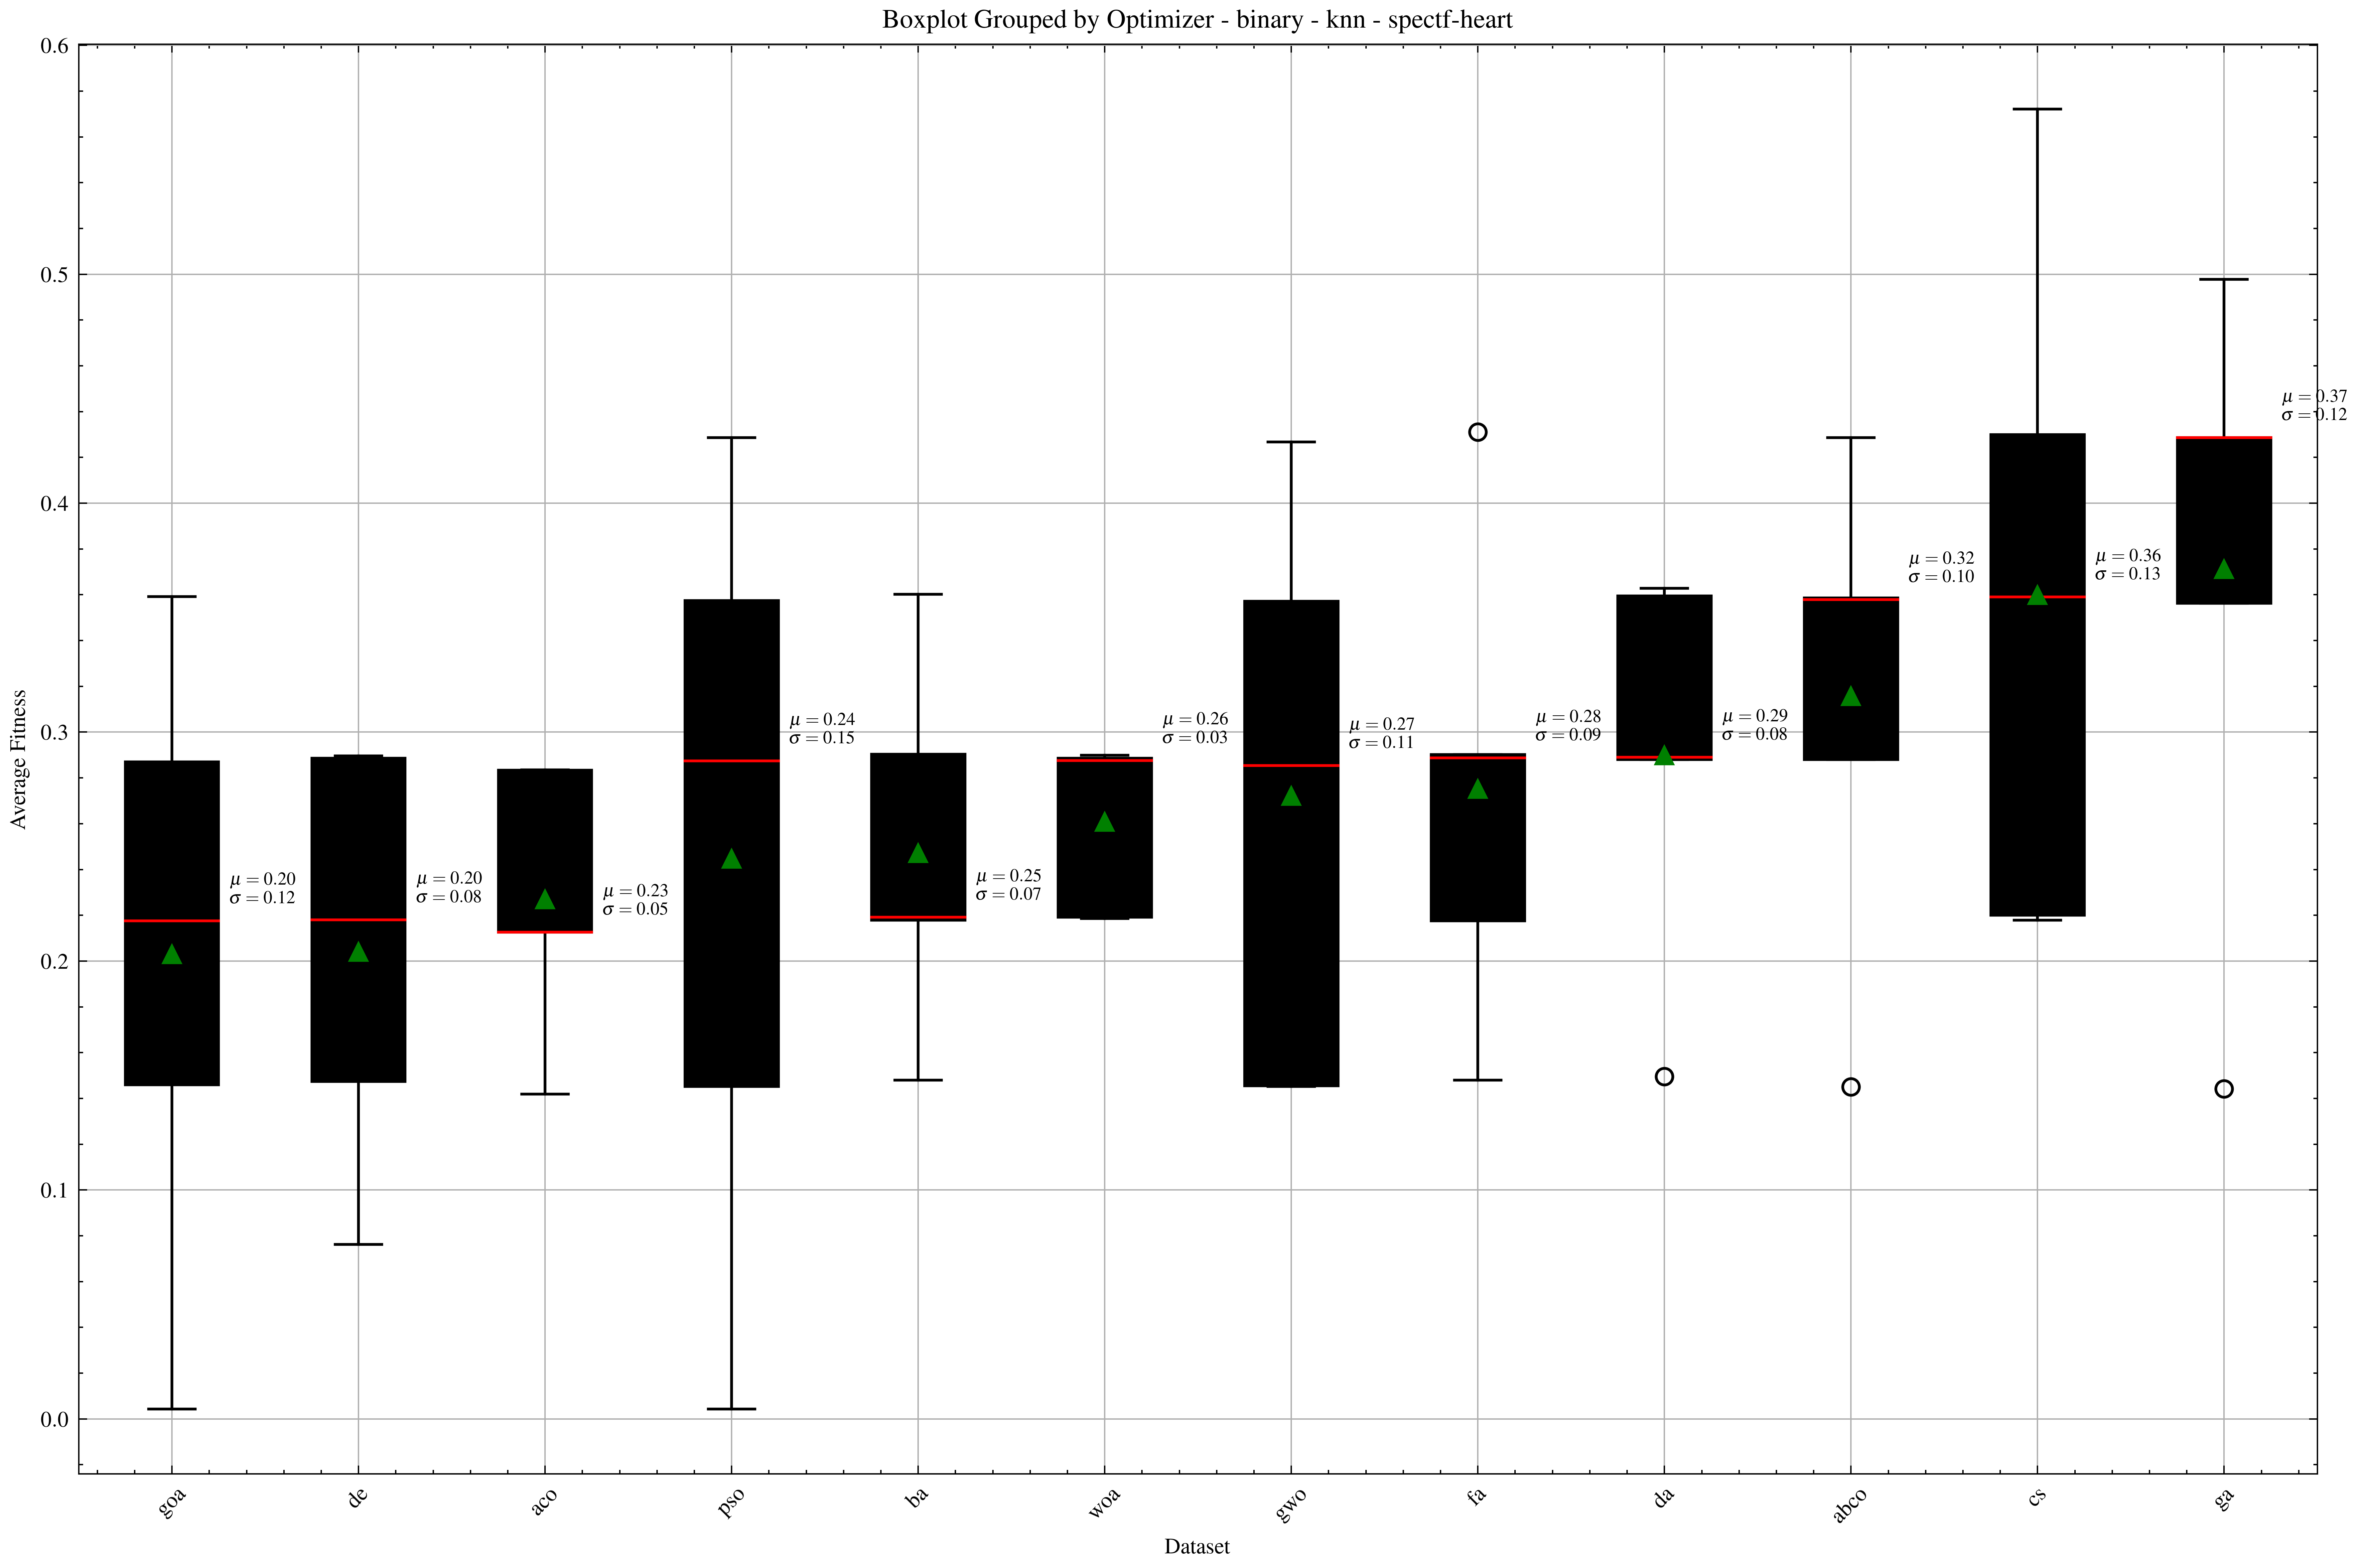 Boxplot Grouped by Optimizer - binary - knn - spectf-heart
Average Fitness
0.6
0.5
0.4
0.3
0.2
0.1
0.0
μ = 0.20
σ = 0.12
μ = 0.20
σ = 0.08
μ = 0.23
σ = 0.05
μ = 0.24
σ = 0.15
μ = 0.25
σ = 0.07
μ = 0.26
σ = 0.03
μ = 0.27
σ = 0.11
μ = 0.28
σ = 0.09
μ = 0.29
σ = 0.08
μ = 0.32
σ = 0.10
μ = 0.36
σ = 0.13
μ = 0.37
σ = 0.12
goa
de
aco
pso
ba
woa
gwo
fa
da
abco
cs
ga
Dataset